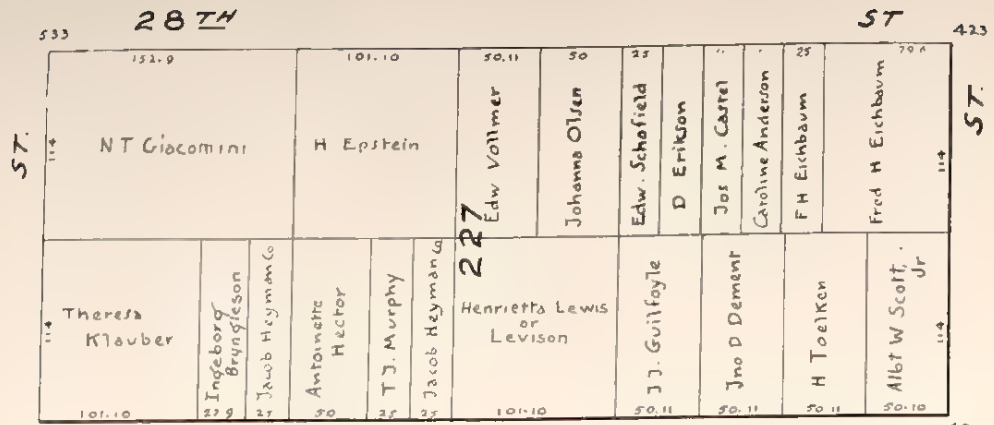 28TH ST
533 423
152.9 101.10 50.11 50 25 " " 25 79.6
ST.
114
N T Giacomini
H Epstein
Edw Vollmer
Johanna Olsen
Edw. Schofield
D Erikson
Jos M. Castel
Caroline Anderson
F H Eichbaum
Fred H Eichbaum
114
ST.
227
114
Theresa
Klauber
Ingeborg
Bryngleson
Jacob Heyman Co
Antoinette
Hector
T J. Murphy
Jacob Heyman Co
Henrietta Lewis
or
Levison
J J. Guilfoyle
Jno D Dement
H Toelken
Albt W Scott,
Jr
114
101.10 25 50 25 25 101.10 50.11 50.11 50 11 50.10